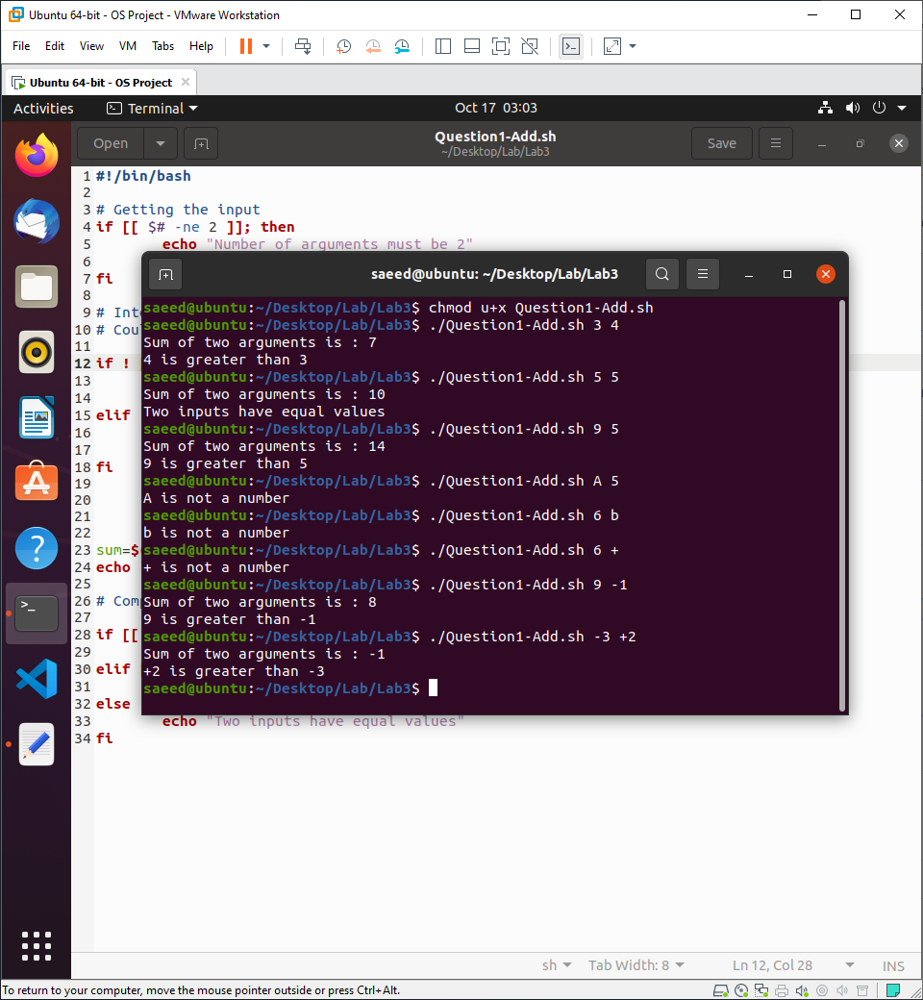 Ubuntu 64-bit - OS Project - VMware Workstation
File Edit View VM Tabs Help
Ubuntu 64-bit - OS Project
Activities Terminal Oct 17 03:03
Open Question1-Add.sh Save
~/Desktop/Lab/Lab3
1 #!/bin/bash
2
3 # Getting the input
4 if [[ $# -ne 2 ]]; then
5 echo "Number of arguments must be 2"
6
7 fi
8
9 # Int
10 # Cou
11
12 if !
13
14
15 elif
16
17
18 fi
19
20
21
22
23 sum=$
24 echo
25
26 # Com
27
28 if [[
29
30 elif
31
32 else
33 echo "Two inputs have equal values"
34 fi
saeed@ubuntu: ~/Desktop/Lab/Lab3
saeed@ubuntu:~/Desktop/Lab/Lab3$ chmod u+x Question1-Add.sh
saeed@ubuntu:~/Desktop/Lab/Lab3$ ./Question1-Add.sh 3 4
Sum of two arguments is : 7
4 is greater than 3
saeed@ubuntu:~/Desktop/Lab/Lab3$ ./Question1-Add.sh 5 5
Sum of two arguments is : 10
Two inputs have equal values
saeed@ubuntu:~/Desktop/Lab/Lab3$ ./Question1-Add.sh 9 5
Sum of two arguments is : 14
9 is greater than 5
saeed@ubuntu:~/Desktop/Lab/Lab3$ ./Question1-Add.sh A 5
A is not a number
saeed@ubuntu:~/Desktop/Lab/Lab3$ ./Question1-Add.sh 6 b
b is not a number
saeed@ubuntu:~/Desktop/Lab/Lab3$ ./Question1-Add.sh 6 +
+ is not a number
saeed@ubuntu:~/Desktop/Lab/Lab3$ ./Question1-Add.sh 9 -1
Sum of two arguments is : 8
9 is greater than -1
saeed@ubuntu:~/Desktop/Lab/Lab3$ ./Question1-Add.sh -3 +2
Sum of two arguments is : -1
+2 is greater than -3
saeed@ubuntu:~/Desktop/Lab/Lab3$
sh Tab Width: 8 Ln 12, Col 28 INS
To return to your computer, move the mouse pointer outside or press Ctrl+Alt.